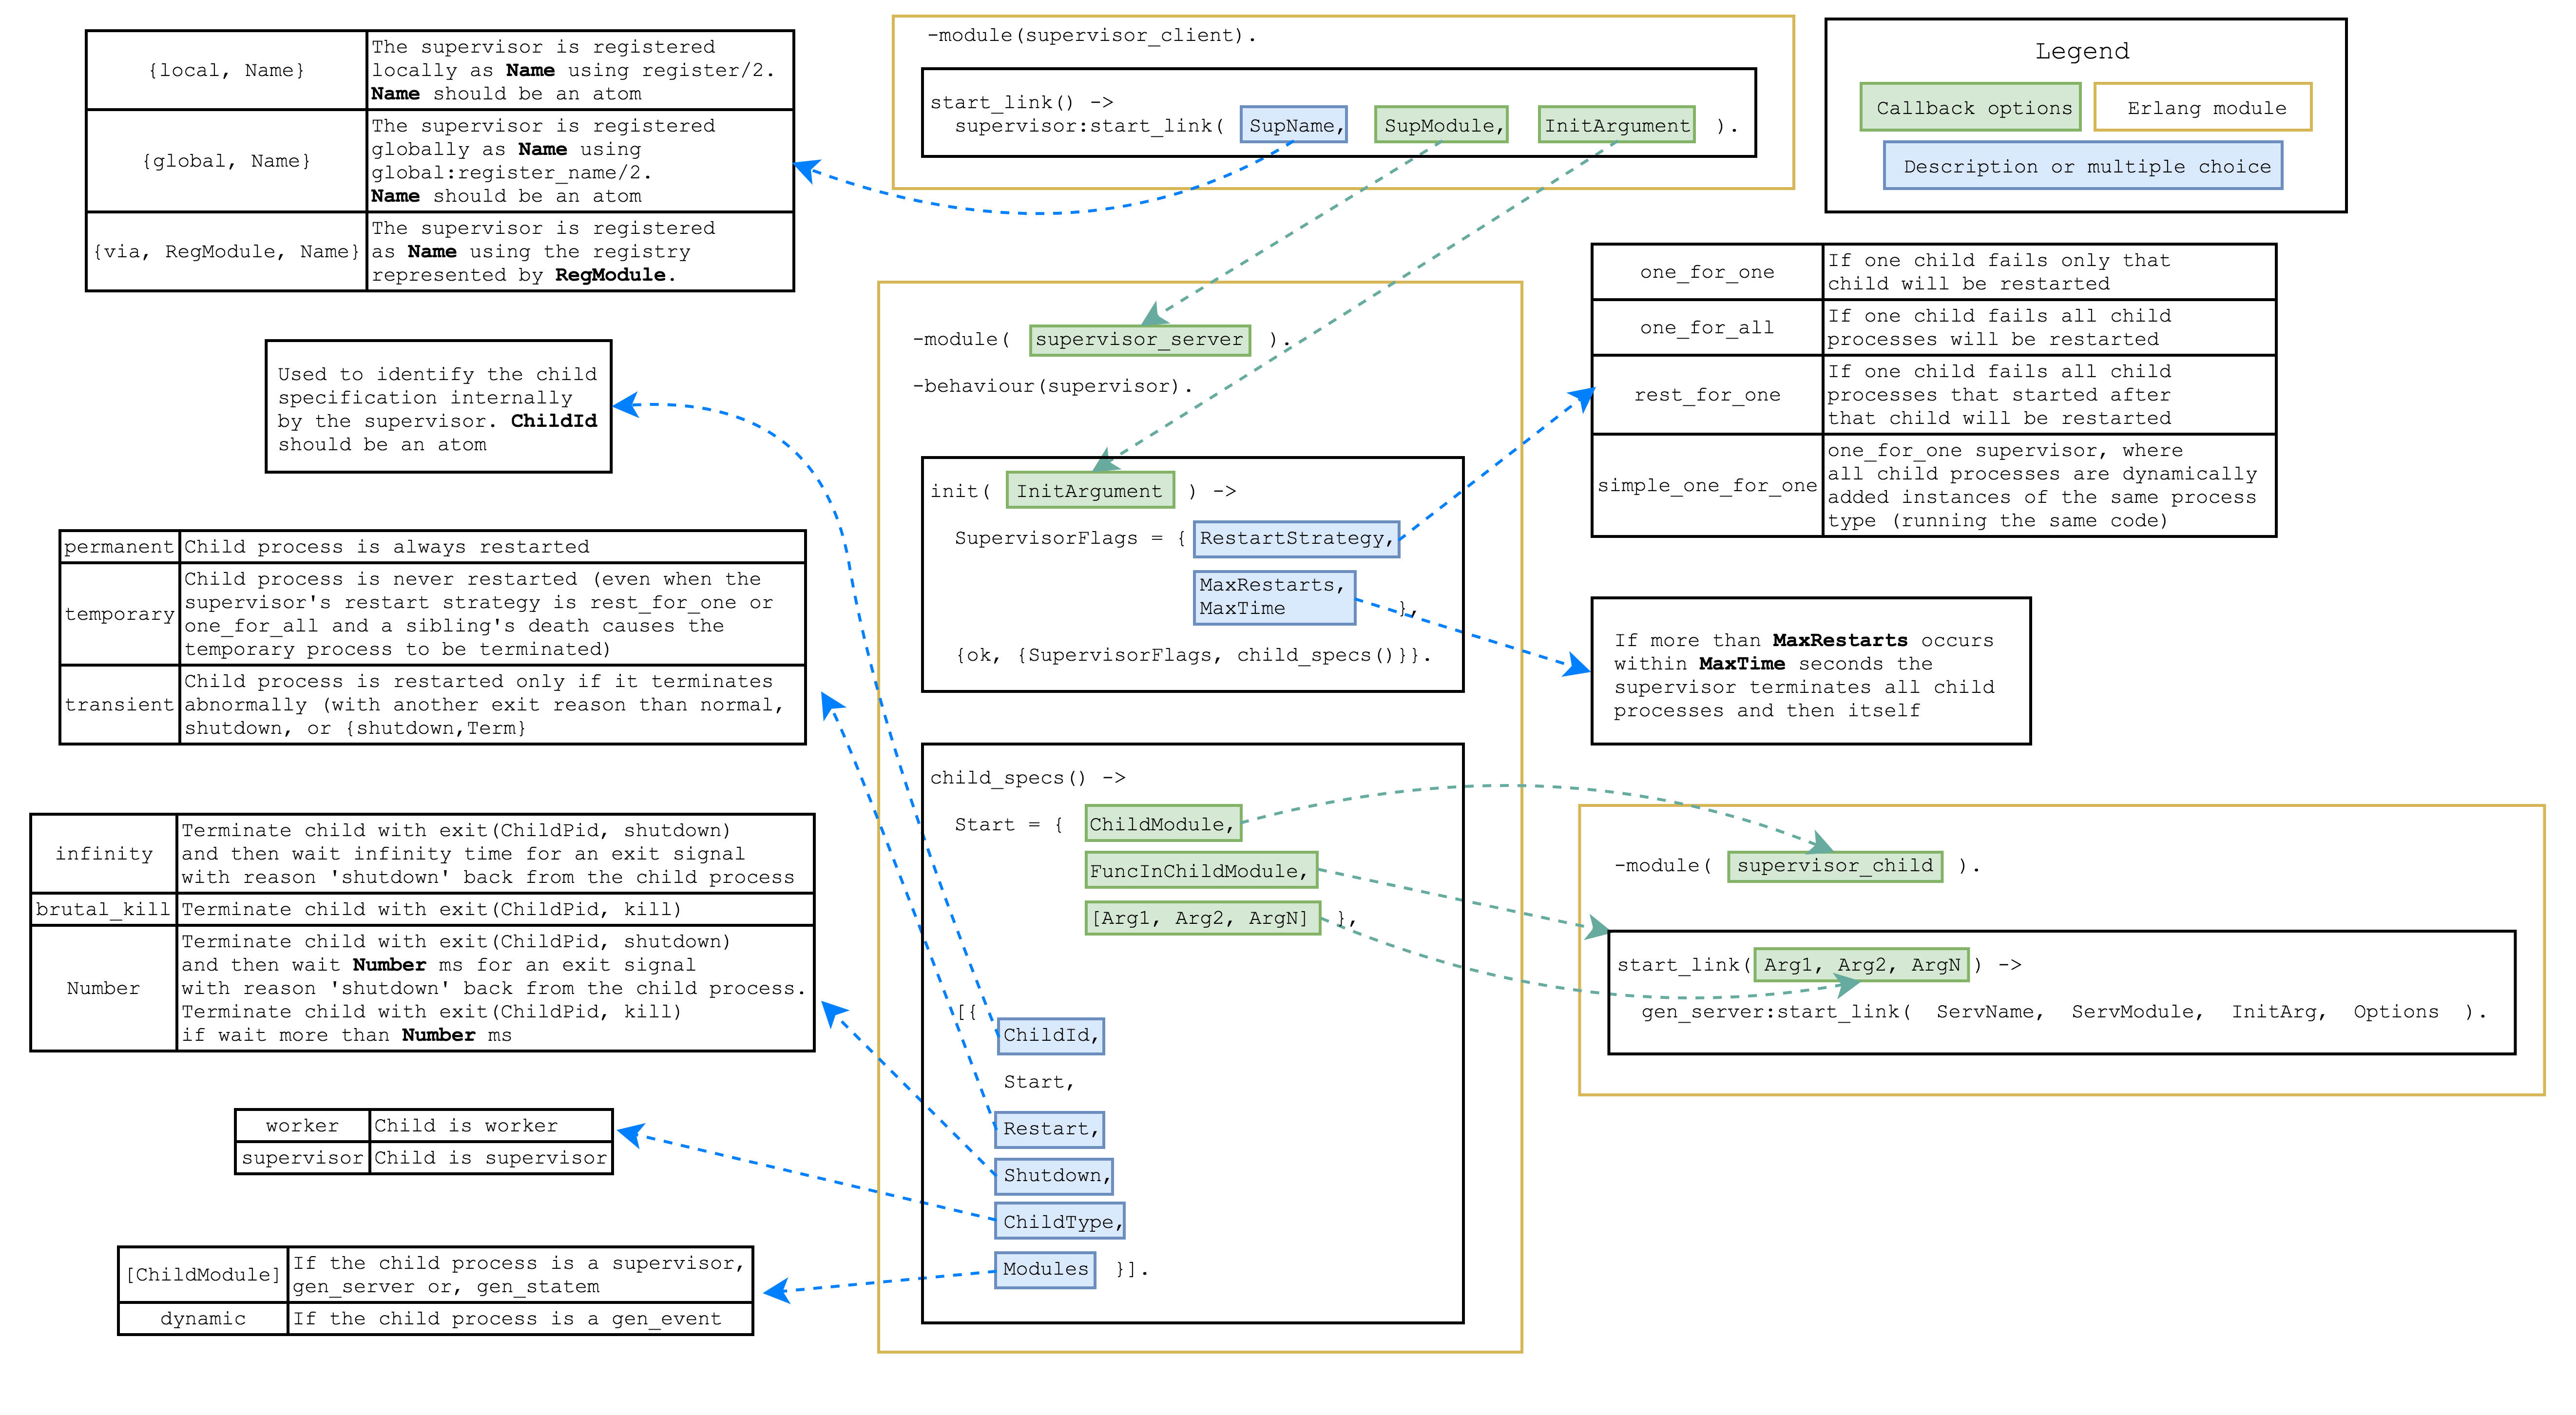 -module(supervisor_client).
start_link() ->
supervisor:start_link( SupName, SupModule, InitArgument ).
Legend
Callback options
Erlang module
Description or multiple choice
{local, Name}
The supervisor is registered
locally as Name using register/2.
Name should be an atom
{global, Name}
The supervisor is registered
globally as Name using
global:register_name/2.
Name should be an atom
{via, RegModule, Name}
The supervisor is registered
as Name using the registry
represented by RegModule.
Used to identify the child
specification internally
by the supervisor. ChildId
should be an atom
permanent
Child process is always restarted
temporary
Child process is never restarted (even when the
supervisor's restart strategy is rest_for_one or
one_for_all and a sibling's death causes the
temporary process to be terminated)
transient
Child process is restarted only if it terminates
abnormally (with another exit reason than normal,
shutdown, or {shutdown,Term}
infinity
Terminate child with exit(ChildPid, shutdown)
and then wait infinity time for an exit signal
with reason 'shutdown' back from the child process
brutal_kill
Terminate child with exit(ChildPid, kill)
Number
Terminate child with exit(ChildPid, shutdown)
and then wait Number ms for an exit signal
with reason 'shutdown' back from the child process.
Terminate child with exit(ChildPid, kill)
if wait more than Number ms
worker
Child is worker
supervisor
Child is supervisor
[ChildModule]
If the child process is a supervisor,
gen_server or, gen_statem
dynamic
If the child process is a gen_event
-module( supervisor_server ).
-behaviour(supervisor).
init( InitArgument ) ->
SupervisorFlags = { RestartStrategy,
MaxRestarts,
MaxTime },
{ok, {SupervisorFlags, child_specs()}}.
child_specs() ->
Start = { ChildModule,
FuncInChildModule,
[Arg1, Arg2, ArgN] },
[{
ChildId,
Start,
Restart,
Shutdown,
ChildType,
Modules }].
one_for_one
If one child fails only that
child will be restarted
one_for_all
If one child fails all child
processes will be restarted
rest_for_one
If one child fails all child
processes that started after
that child will be restarted
simple_one_for_one
one_for_one supervisor, where
all child processes are dynamically
added instances of the same process
type (running the same code)
If more than MaxRestarts occurs
within MaxTime seconds the
supervisor terminates all child
processes and then itself
-module( supervisor_child ).
start_link( Arg1, Arg2, ArgN ) ->
gen_server:start_link( ServName, ServModule, InitArg, Options ).